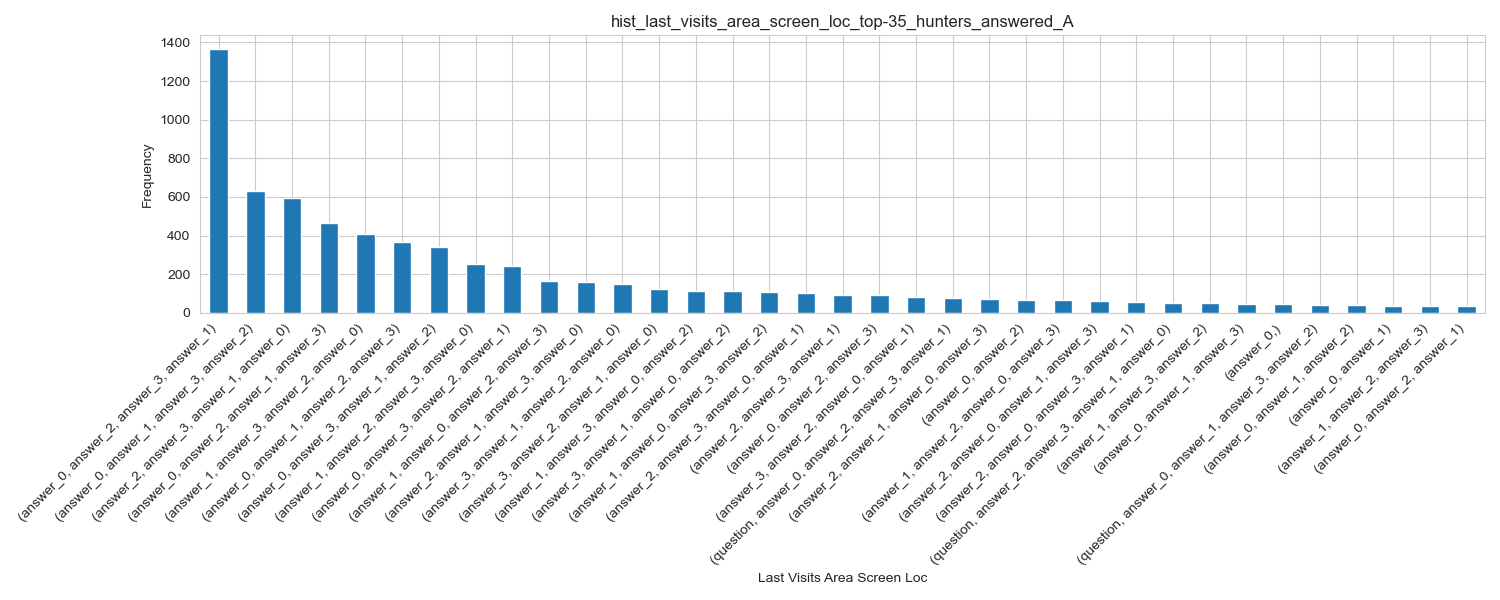 hist_last_visits_area_screen_loc_top-35_hunters_answered_A
Frequency
1400
1200
1000
800
600
400
200
0
(answer_0, answer_2, answer_3, answer_1)
(answer_0, answer_1, answer_3, answer_2)
(answer_2, answer_3, answer_1, answer_0)
(answer_0, answer_2, answer_1, answer_3)
(answer_1, answer_3, answer_2, answer_0)
(answer_0, answer_1, answer_2, answer_3)
(answer_0, answer_3, answer_1, answer_2)
(answer_1, answer_2, answer_3, answer_0)
(answer_0, answer_3, answer_2, answer_1)
(answer_1, answer_0, answer_2, answer_3)
(answer_2, answer_1, answer_3, answer_0)
(answer_3, answer_1, answer_2, answer_0)
(answer_3, answer_2, answer_1, answer_0)
(answer_1, answer_3, answer_0, answer_2)
(answer_3, answer_1, answer_0, answer_2)
(answer_1, answer_0, answer_3, answer_2)
(answer_2, answer_3, answer_0, answer_1)
(answer_2, answer_3, answer_1)
(answer_0, answer_2, answer_3)
(answer_3, answer_2, answer_0, answer_1)
(question, answer_0, answer_2, answer_3, answer_1)
(answer_2, answer_1, answer_0, answer_3)
(answer_0, answer_2)
(answer_1, answer_2, answer_0, answer_3)
(answer_2, answer_0, answer_1, answer_3)
(answer_2, answer_0, answer_3, answer_1)
(question, answer_2, answer_3, answer_1, answer_0)
(answer_1, answer_3, answer_2)
(answer_0, answer_1, answer_3)
(answer_0,)
(question, answer_0, answer_1, answer_3, answer_2)
(answer_0, answer_1, answer_2)
(answer_0, answer_1)
(answer_1, answer_2, answer_3)
(answer_0, answer_2, answer_1)
Last Visits Area Screen Loc